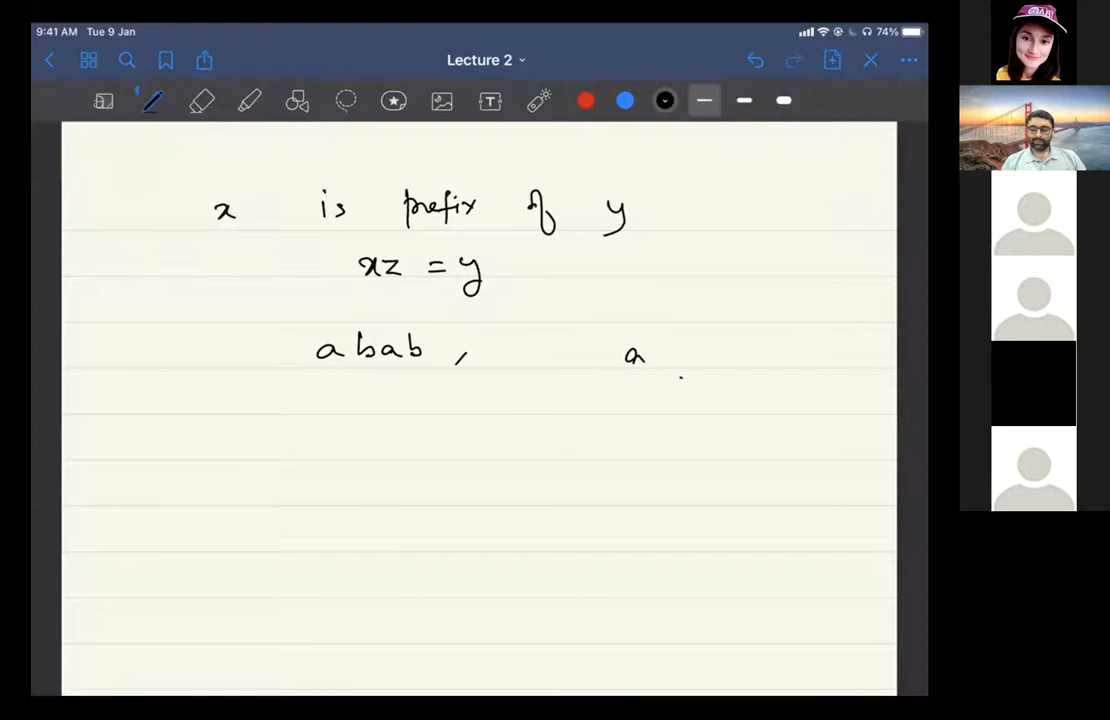 9:41 AM Tue 9 Jan
74%
Lecture 2
T
x is prefix of y
xz = y
abab , a